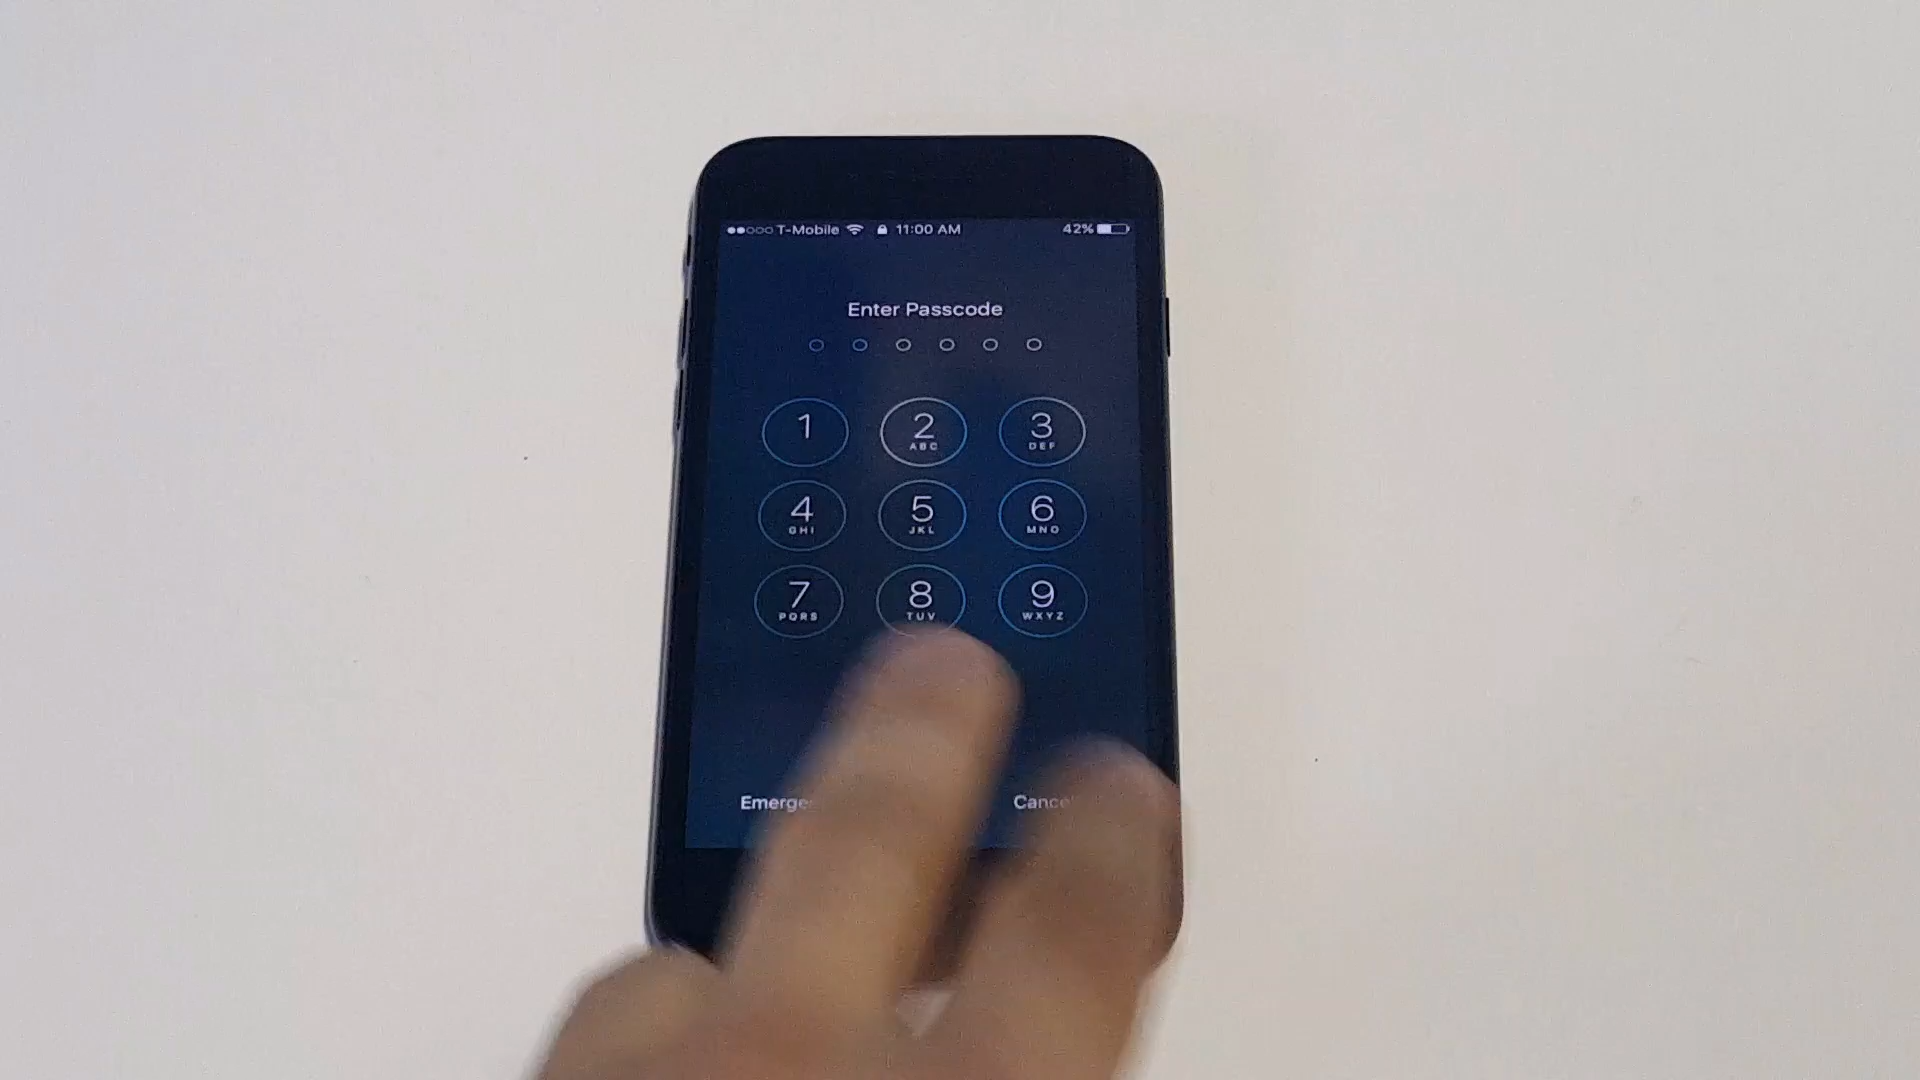 T-Mobile 11:00 AM 42%
Enter Passcode
1 2 3
ABC DEF
4 5 6
GHI JKL MNO
7 8 9
PQRS TUV WXYZ